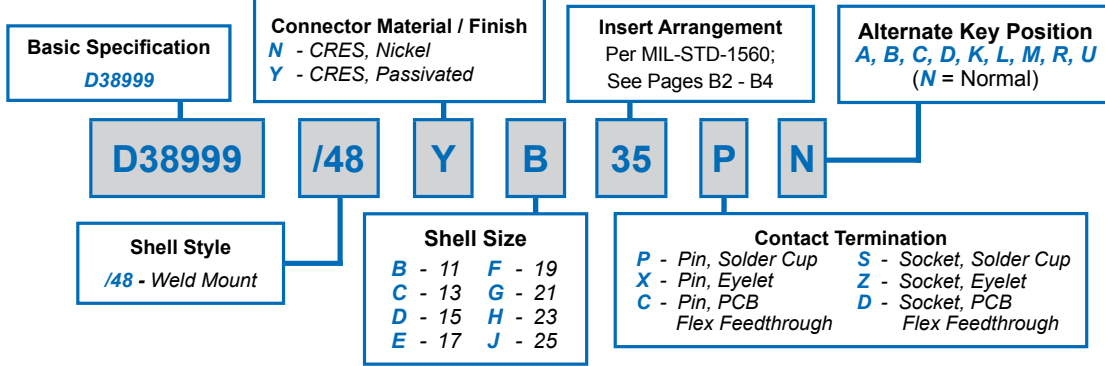 Basic Specification
D38999
Connector Material / Finish
N - CRES, Nickel
Y - CRES, Passivated
Insert Arrangement
Per MIL-STD-1560;
See Pages B2 - B4
Alternate Key Position
A, B, C, D, K, L, M, R, U
(N = Normal)
D38999 /48 Y B 35 P N
Shell Style
/48 - Weld Mount
Shell Size
B - 11 F - 19
C - 13 G - 21
D - 15 H - 23
E - 17 J - 25
Contact Termination
P - Pin, Solder Cup S - Socket, Solder Cup
X - Pin, Eyelet Z - Socket, Eyelet
C - Pin, PCB D - Socket, PCB
Flex Feedthrough Flex Feedthrough